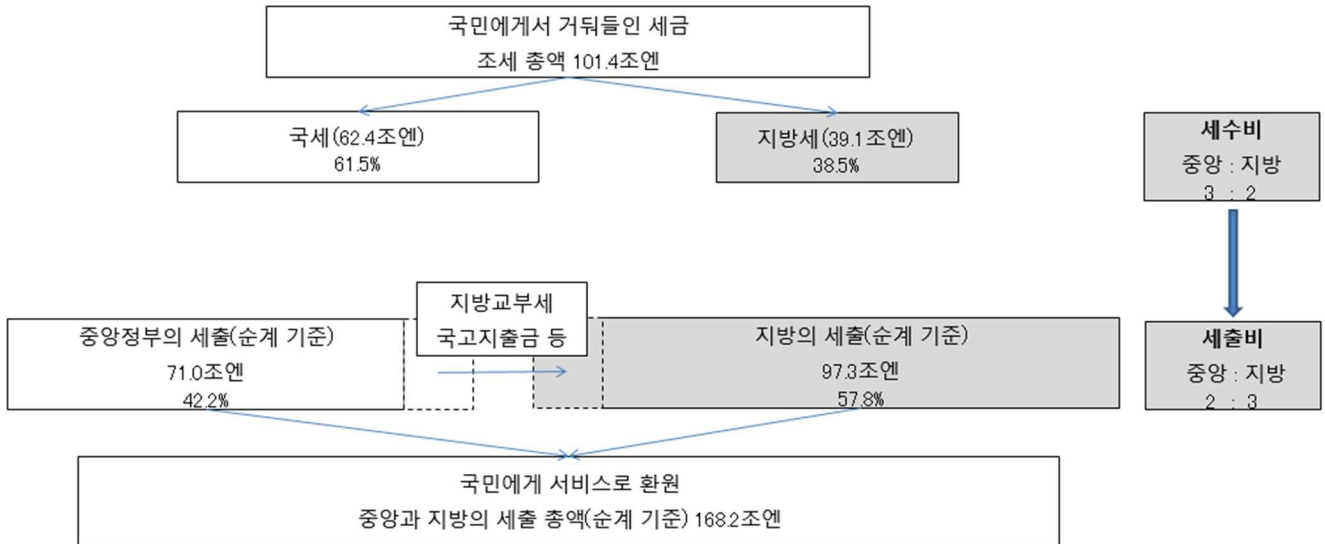 국민에게서 거둬들인 세금
조세 총액 101.4조엔
국세(62.4조엔)
61.5%
지방세(39.1조엔)
38.5%
세수비
중앙 : 지방
3 : 2
지방교부세
국고지출금 등
중앙정부의 세출(순계 기준)
71.0조엔
42.2%
지방의 세출(순계 기준)
97.3조엔
57.8%
세출비
중앙 : 지방
2 : 3
국민에게 서비스로 환원
중앙과 지방의 세출 총액(순계 기준) 168.2조엔